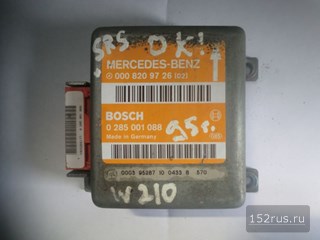 SRS OK!
MERCEDES-BENZ
000 820 97 26 [02]
BOSCH
0 285 001 088
Made in Germany
95г.
W210
152rus.ru